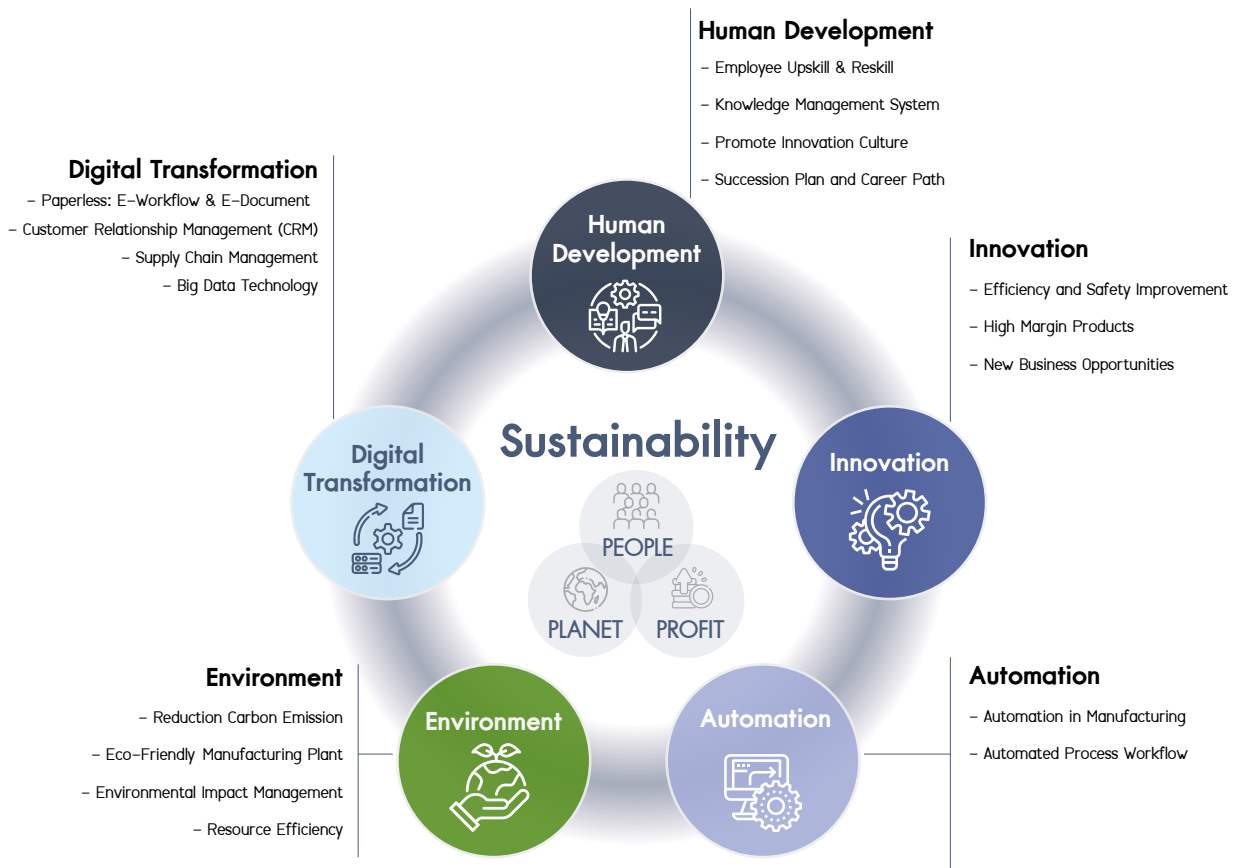 Human Development
– Employee Upskill & Reskill
– Knowledge Management System
– Promote Innovation Culture
– Succession Plan and Career Path
Digital Transformation
– Paperless: E-Workflow & E-Document
– Customer Relationship Management (CRM)
– Supply Chain Management
– Big Data Technology
Innovation
– Efficiency and Safety Improvement
– High Margin Products
– New Business Opportunities
Human
Development
Digital
Transformation
Sustainability
PEOPLE
PLANET
PROFIT
Innovation
Environment
– Reduction Carbon Emission
– Eco-Friendly Manufacturing Plant
– Environmental Impact Management
– Resource Efficiency
Environment
Automation
Automation
– Automation in Manufacturing
– Automated Process Workflow